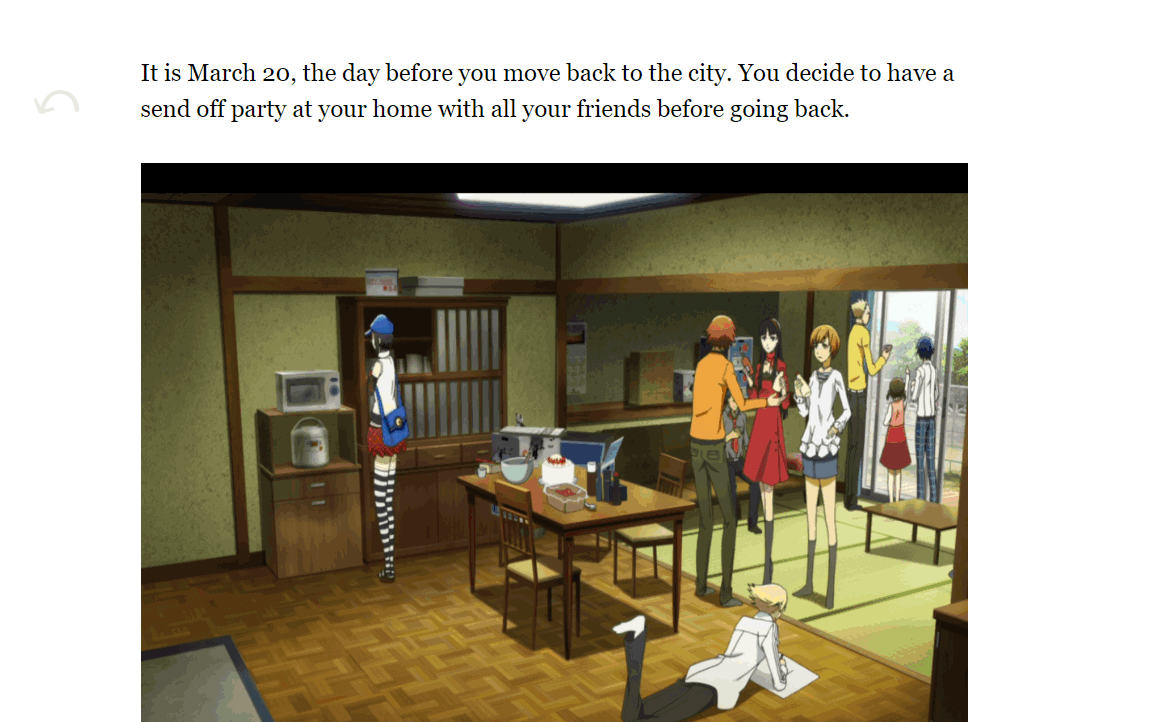 It is March 20, the day before you move back to the city. You decide to have a
send off party at your home with all your friends before going back.